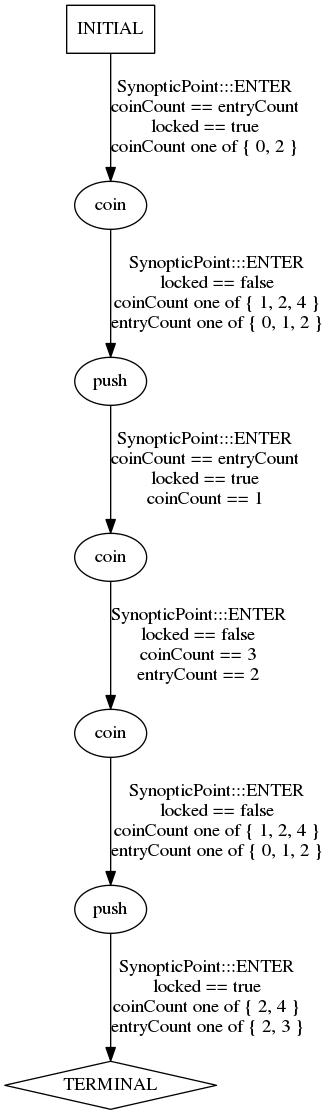 INITIAL
SynopticPoint:::ENTER
coinCount == entryCount
locked == true
coinCount one of { 0, 2 }
coin
SynopticPoint:::ENTER
locked == false
coinCount one of { 1, 2, 4 }
entryCount one of { 0, 1, 2 }
push
SynopticPoint:::ENTER
coinCount == entryCount
locked == true
coinCount == 1
coin
SynopticPoint:::ENTER
locked == false
coinCount == 3
entryCount == 2
coin
SynopticPoint:::ENTER
locked == false
coinCount one of { 1, 2, 4 }
entryCount one of { 0, 1, 2 }
push
SynopticPoint:::ENTER
locked == true
coinCount one of { 2, 4 }
entryCount one of { 2, 3 }
TERMINAL